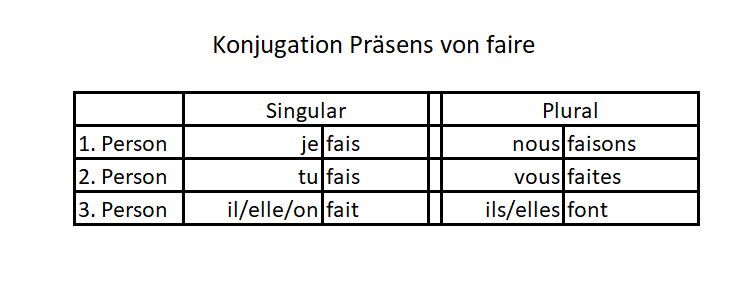 Konjugation Präsens von faire
Singular Plural
1. Person je fais nous faisons
2. Person tu fais vous faites
3. Person il/elle/on fait ils/elles font